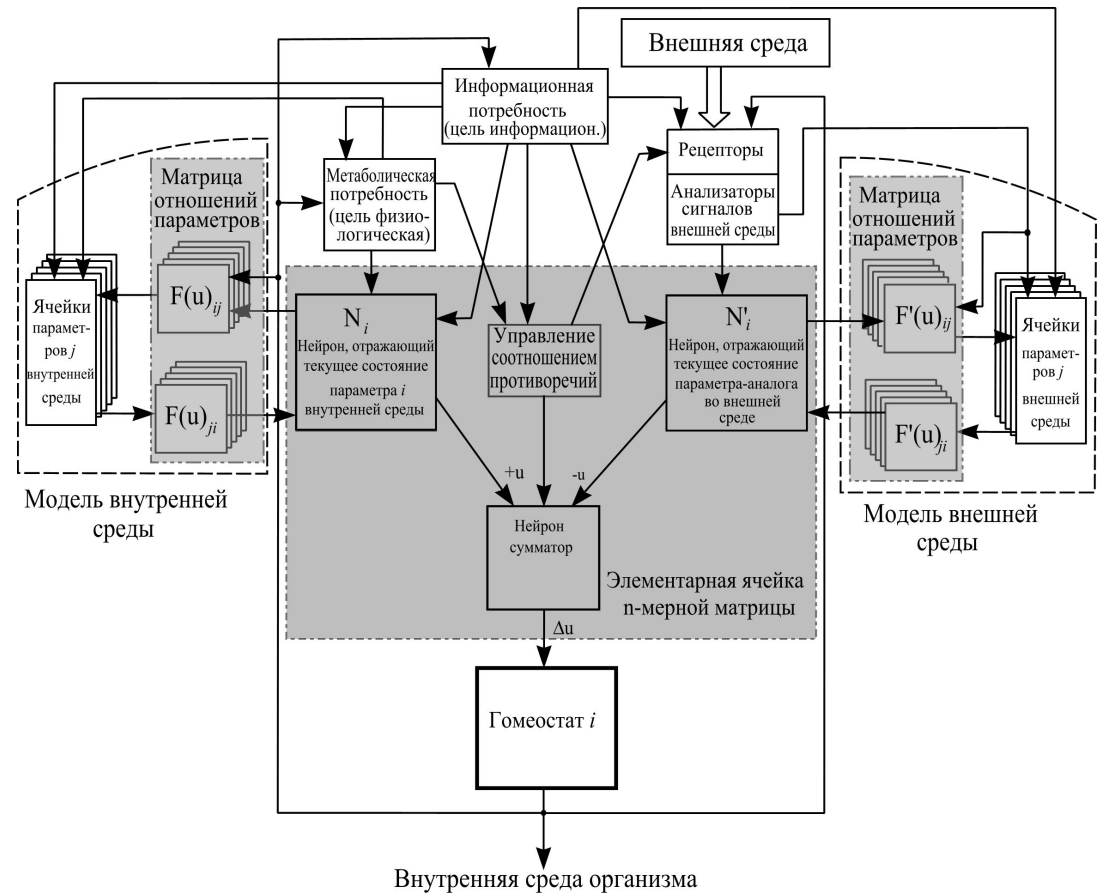 Внешняя среда
Информационная
потребность
(цель информацион.)
Рецепторы
Анализаторы
сигналов
внешней среды
Метаболическая
потребность
(цель физио-
логическая)
Матрица
отношений
параметров
F(u)ij
F(u)ji
Ячейки
парамет-
ров j
внутренней
среды
Модель внутренней
среды
Ni
Нейрон, отражающий
текущее состояние
параметра i
внутренней среды
Управление
соотношением
противоречий
N'i
Нейрон, отражающий
текущее состояние
параметра-аналога
во внешней
среде
Матрица
отношений
параметров
F'(u)ij
F'(u)ji
Ячейки
парамет-
ров j
внешней
среды
Модель внешней
среды
+u
-u
Нейрон
сумматор
Элементарная ячейка
n-мерной матрицы
Δu
Гомеостат i
Внутренняя среда организма